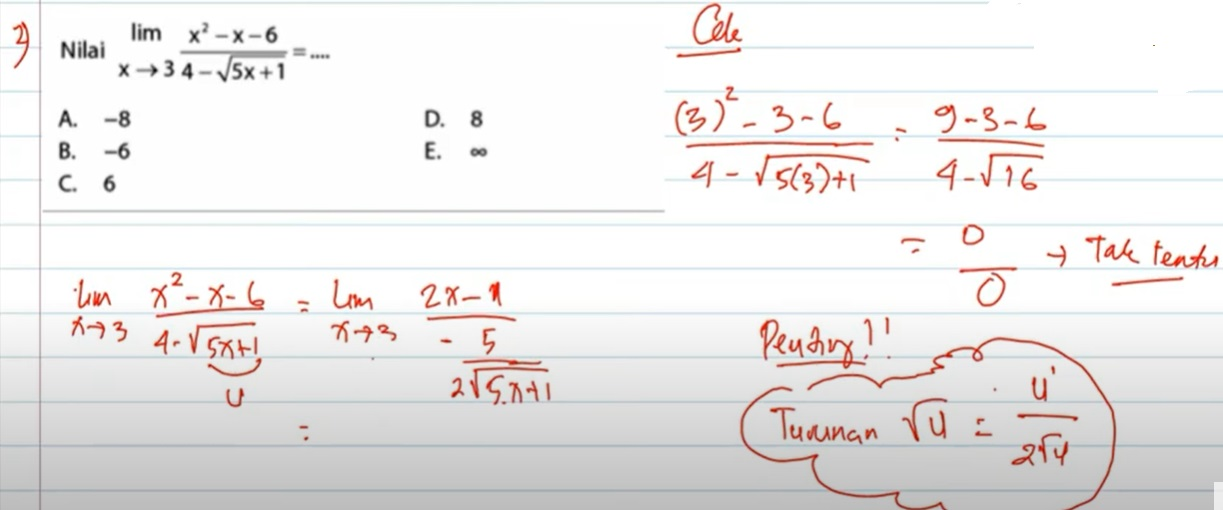 2)
Nilai lim x → 3 x² – x – 6 / 4 – √5x + 1 = ....
A. –8
B. –6
C. 6
D. 8
E. ∞
Cek
(3)² - 3 - 6 / 4 - √5(3)+1 = 9 - 3 - 6 / 4 - √16
= 0 / 0 → Tak tentu
lim x→3 x² - x - 6 / 4 - √5x+1 = lim x→3 2x - 1 / - 5 / 2√5x+1
u
=
Penting!!
Turunan √u = u' / 2√u